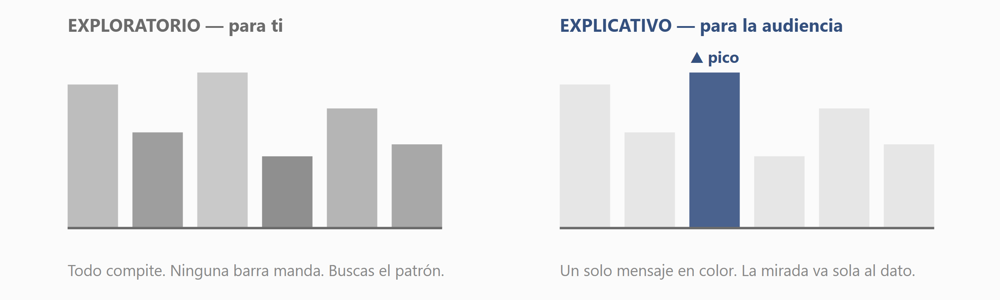 EXPLORATORIO — para ti
EXPLICATIVO — para la audiencia
▲ pico
Todo compite. Ninguna barra manda. Buscas el patrón.
Un solo mensaje en color. La mirada va sola al dato.